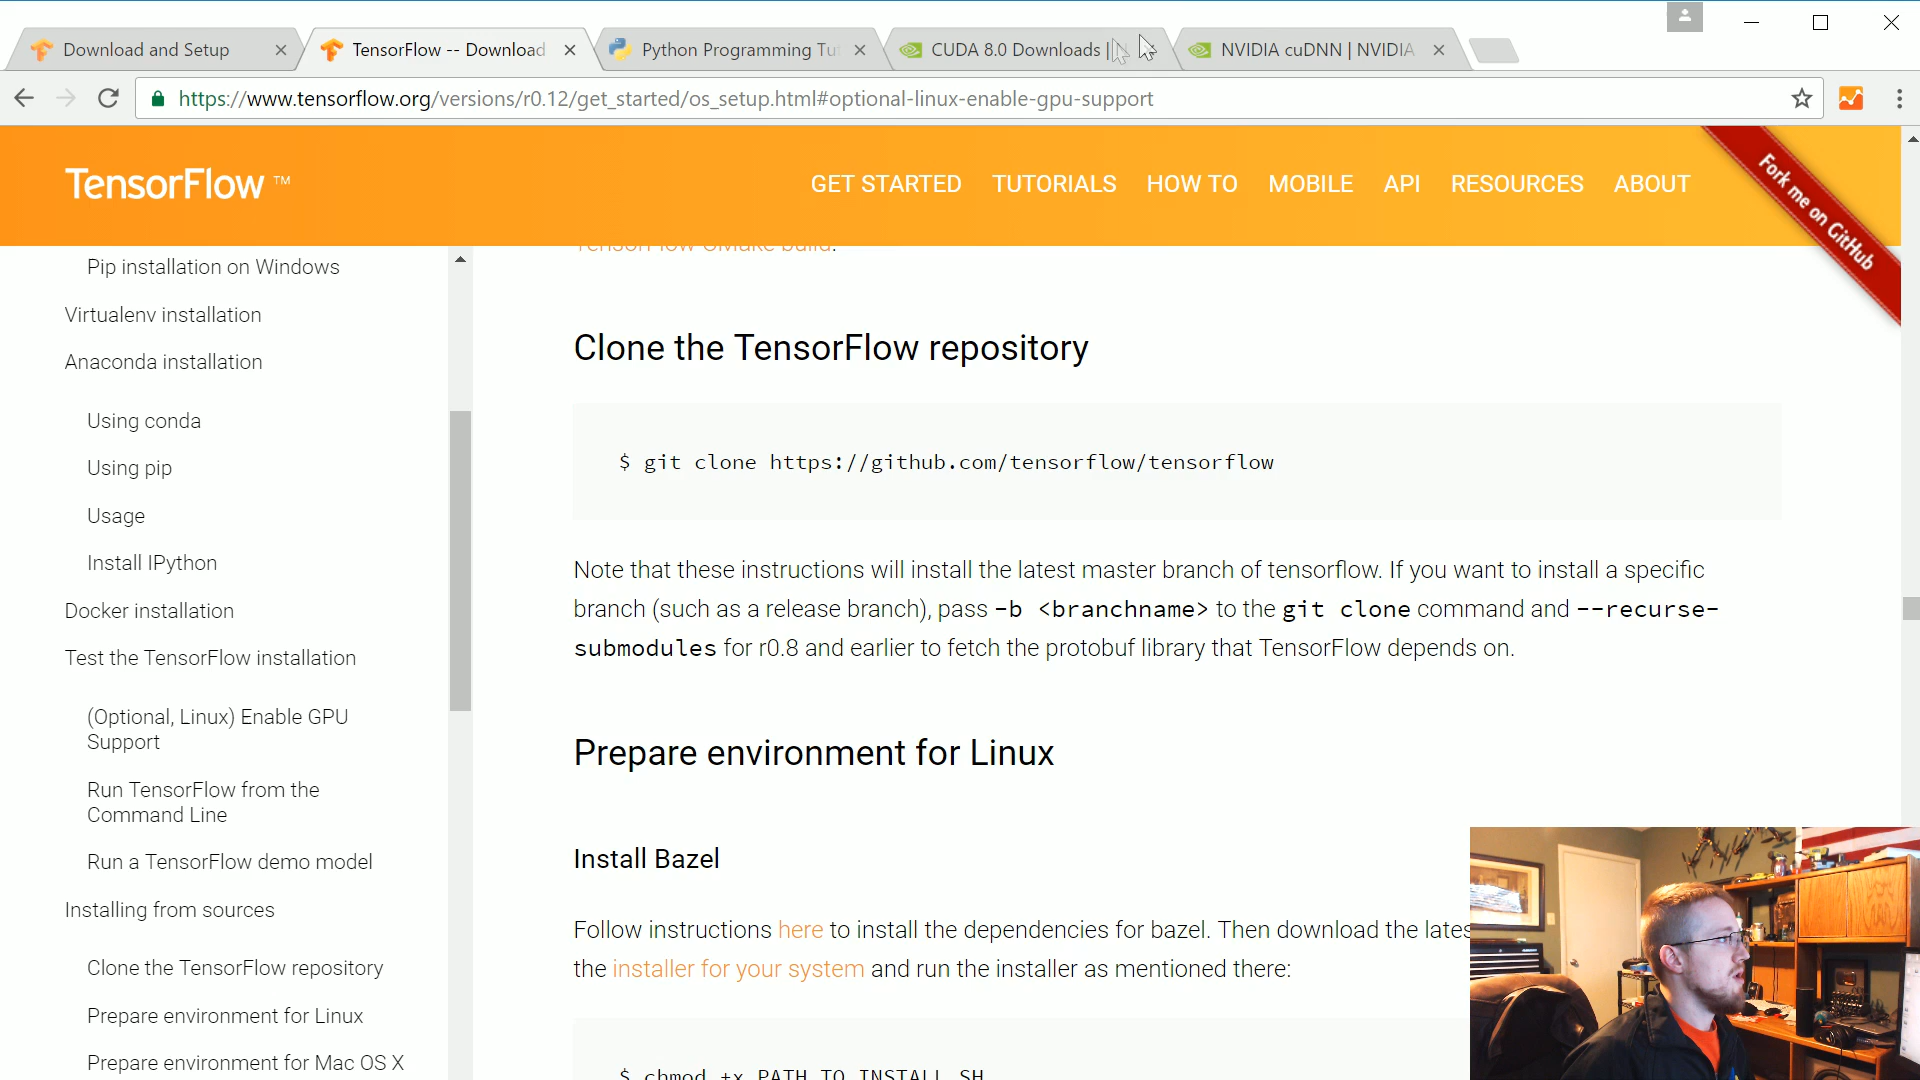 Download and Setup
TensorFlow -- Download
Python Programming Tu
CUDA 8.0 Downloads |
NVIDIA cuDNN | NVIDIA
https://www.tensorflow.org/versions/r0.12/get_started/os_setup.html#optional-linux-enable-gpu-support
TensorFlow ™
GET STARTED
TUTORIALS
HOW TO
MOBILE
API
RESOURCES
ABOUT
Fork me on GitHub
Pip installation on Windows
Virtualenv installation
Anaconda installation
Using conda
Using pip
Usage
Install IPython
Docker installation
Test the TensorFlow installation
(Optional, Linux) Enable GPU
Support
Run TensorFlow from the
Command Line
Run a TensorFlow demo model
Installing from sources
Clone the TensorFlow repository
Prepare environment for Linux
Prepare environment for Mac OS X
TensorFlow CMake build.
Clone the TensorFlow repository
$ git clone https://github.com/tensorflow/tensorflow
Note that these instructions will install the latest master branch of tensorflow. If you want to install a specific
branch (such as a release branch), pass -b <branchname> to the git clone command and --recurse-
submodules for r0.8 and earlier to fetch the protobuf library that TensorFlow depends on.
Prepare environment for Linux
Install Bazel
Follow instructions here to install the dependencies for bazel. Then download the lates
the installer for your system and run the installer as mentioned there:
$ chmod +x PATH_TO_INSTALL.SH